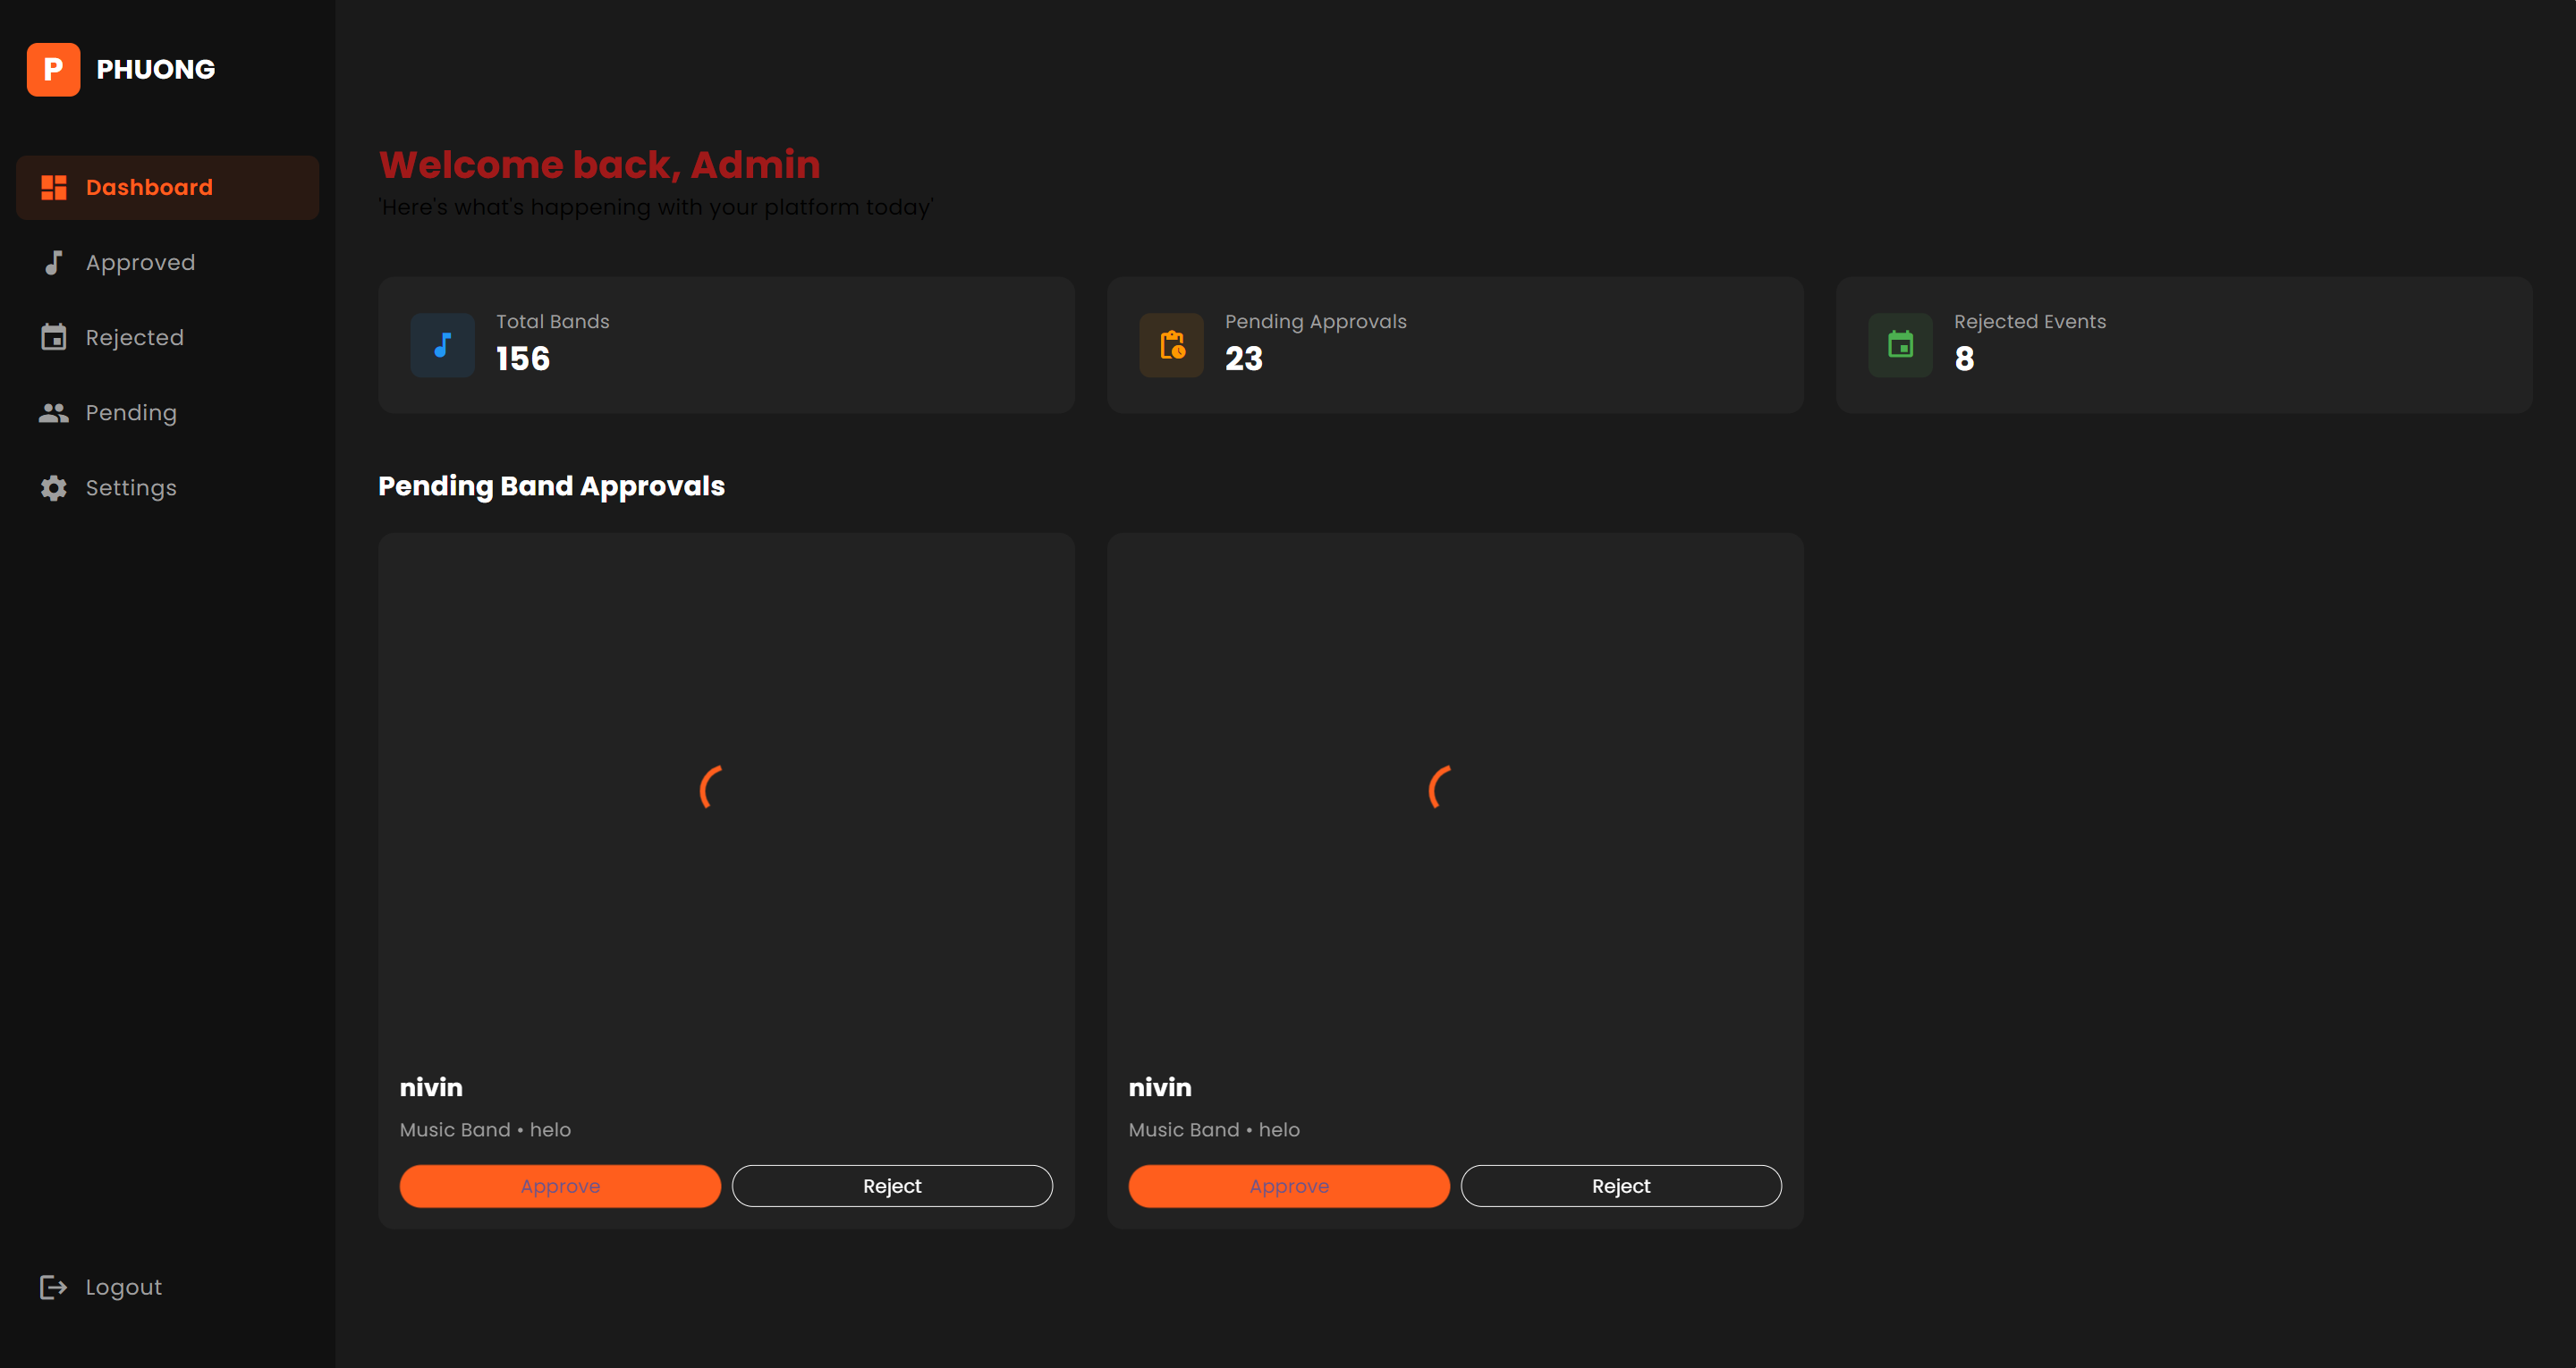 P PHUONG
Dashboard
Approved
Rejected
Pending
Settings
Logout
Welcome back, Admin
'Here's what's happening with your platform today'
Total Bands
156
Pending Approvals
23
Rejected Events
8
Pending Band Approvals
nivin
Music Band • helo
Approve Reject
nivin
Music Band • helo
Approve Reject